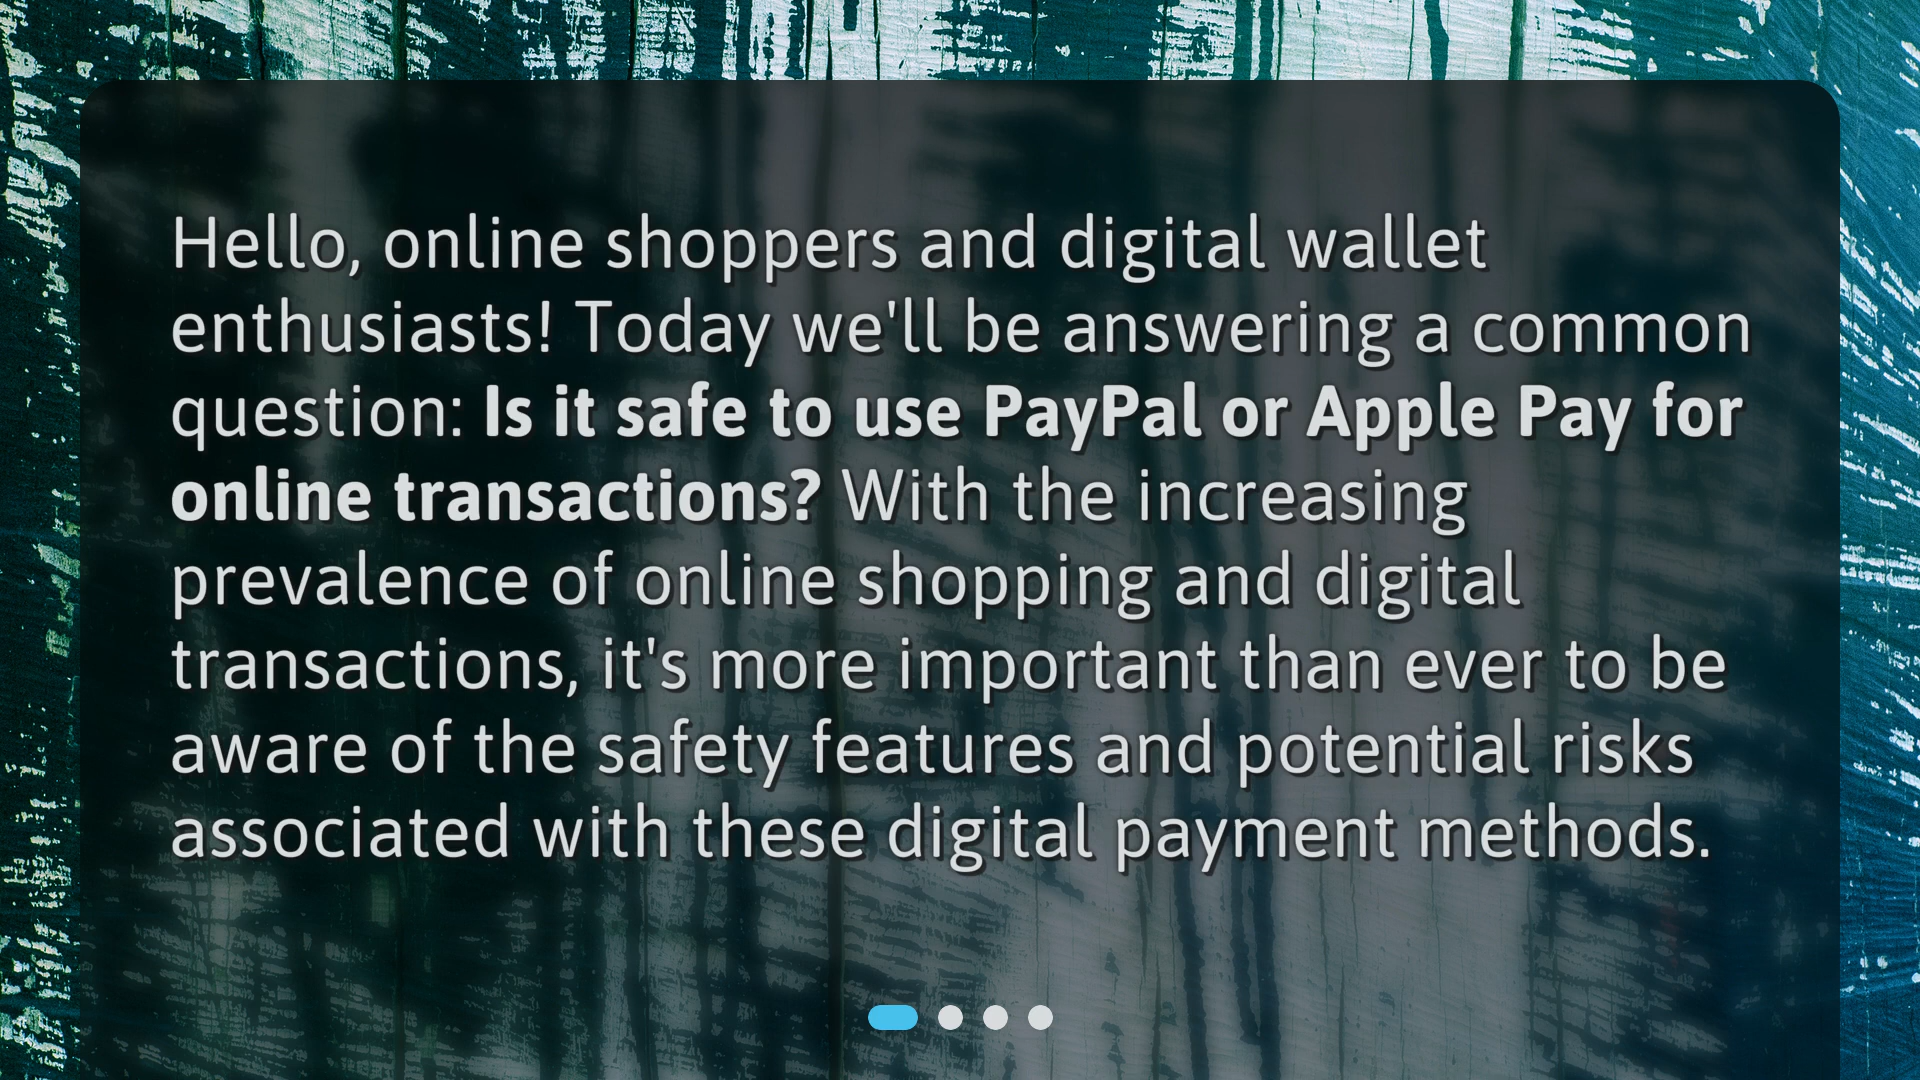 Hello, online shoppers and digital wallet
enthusiasts! Today we'll be answering a common
question: Is it safe to use PayPal or Apple Pay for
online transactions? With the increasing
prevalence of online shopping and digital
transactions, it's more important than ever to be
aware of the safety features and potential risks
associated with these digital payment methods.